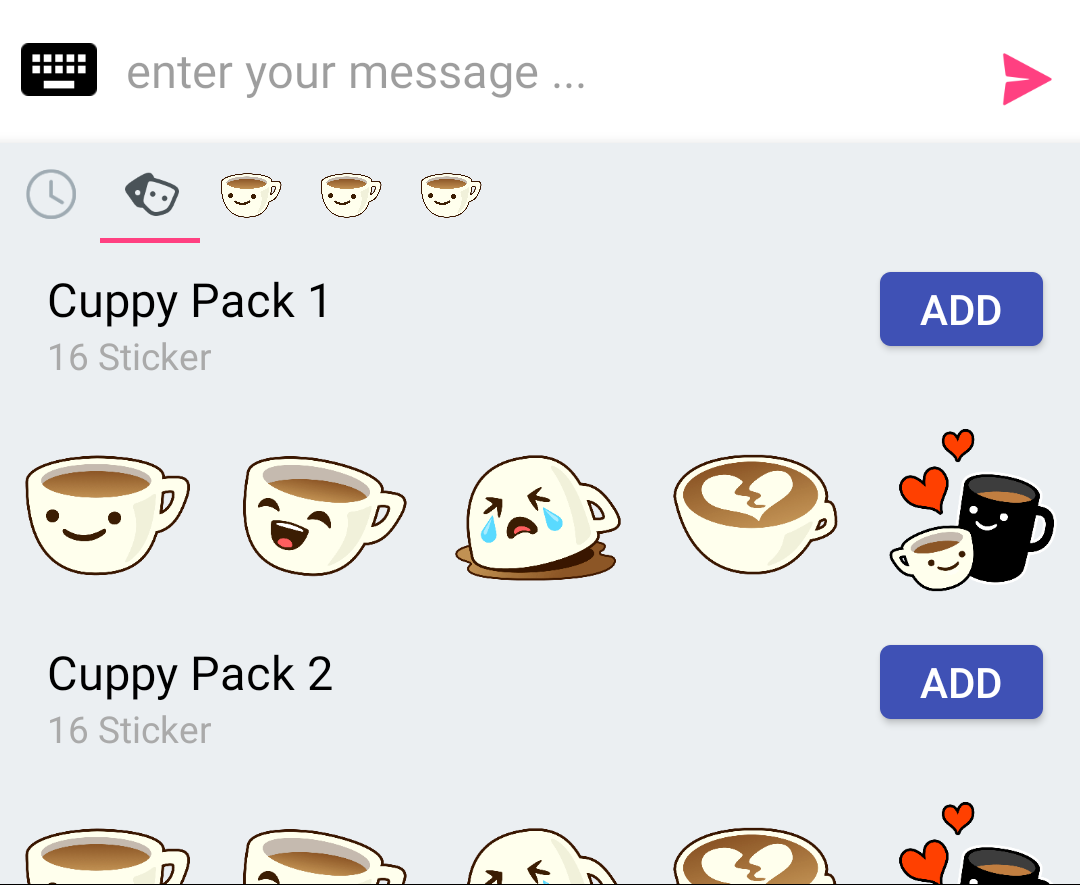 enter your message ...
Cuppy Pack 1
ADD
16 Sticker
Cuppy Pack 2
ADD
16 Sticker